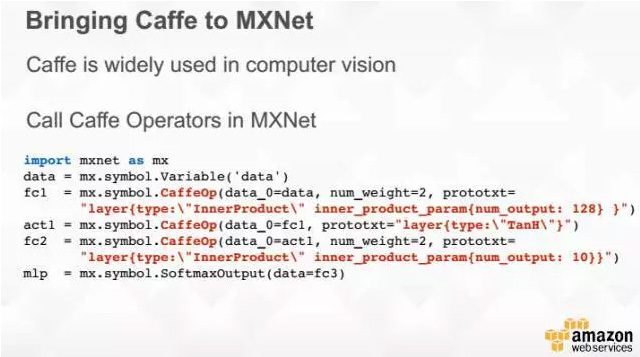 Bringing Caffe to MXNet
Caffe is widely used in computer vision
Call Caffe Operators in MXNet
import mxnet as mx
data = mx.symbol.Variable('data')
fc1 = mx.symbol.CaffeOp(data_0=data, num_weight=2, prototxt=
"layer{type:\"InnerProduct\" inner_product_param{num_output: 128} }")
act1 = mx.symbol.CaffeOp(data_0=fc1, prototxt="layer{type:\"TanH\"}")
fc2 = mx.symbol.CaffeOp(data_0=act1, num_weight=2, prototxt=
"layer{type:\"InnerProduct\" inner_product_param{num_output: 10}}")
mlp = mx.symbol.SoftmaxOutput(data=fc3)
amazon
webservices